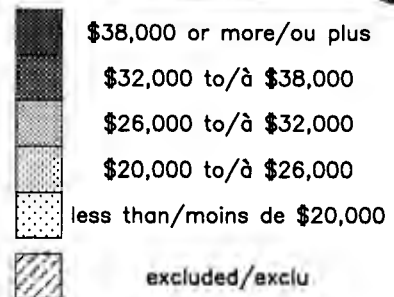 $38,000 or more/ou plus
$32,000 to/à $38,000
$26,000 to/à $32,000
$20,000 to/à $26,000
less than/moins de $20,000
excluded/exclu